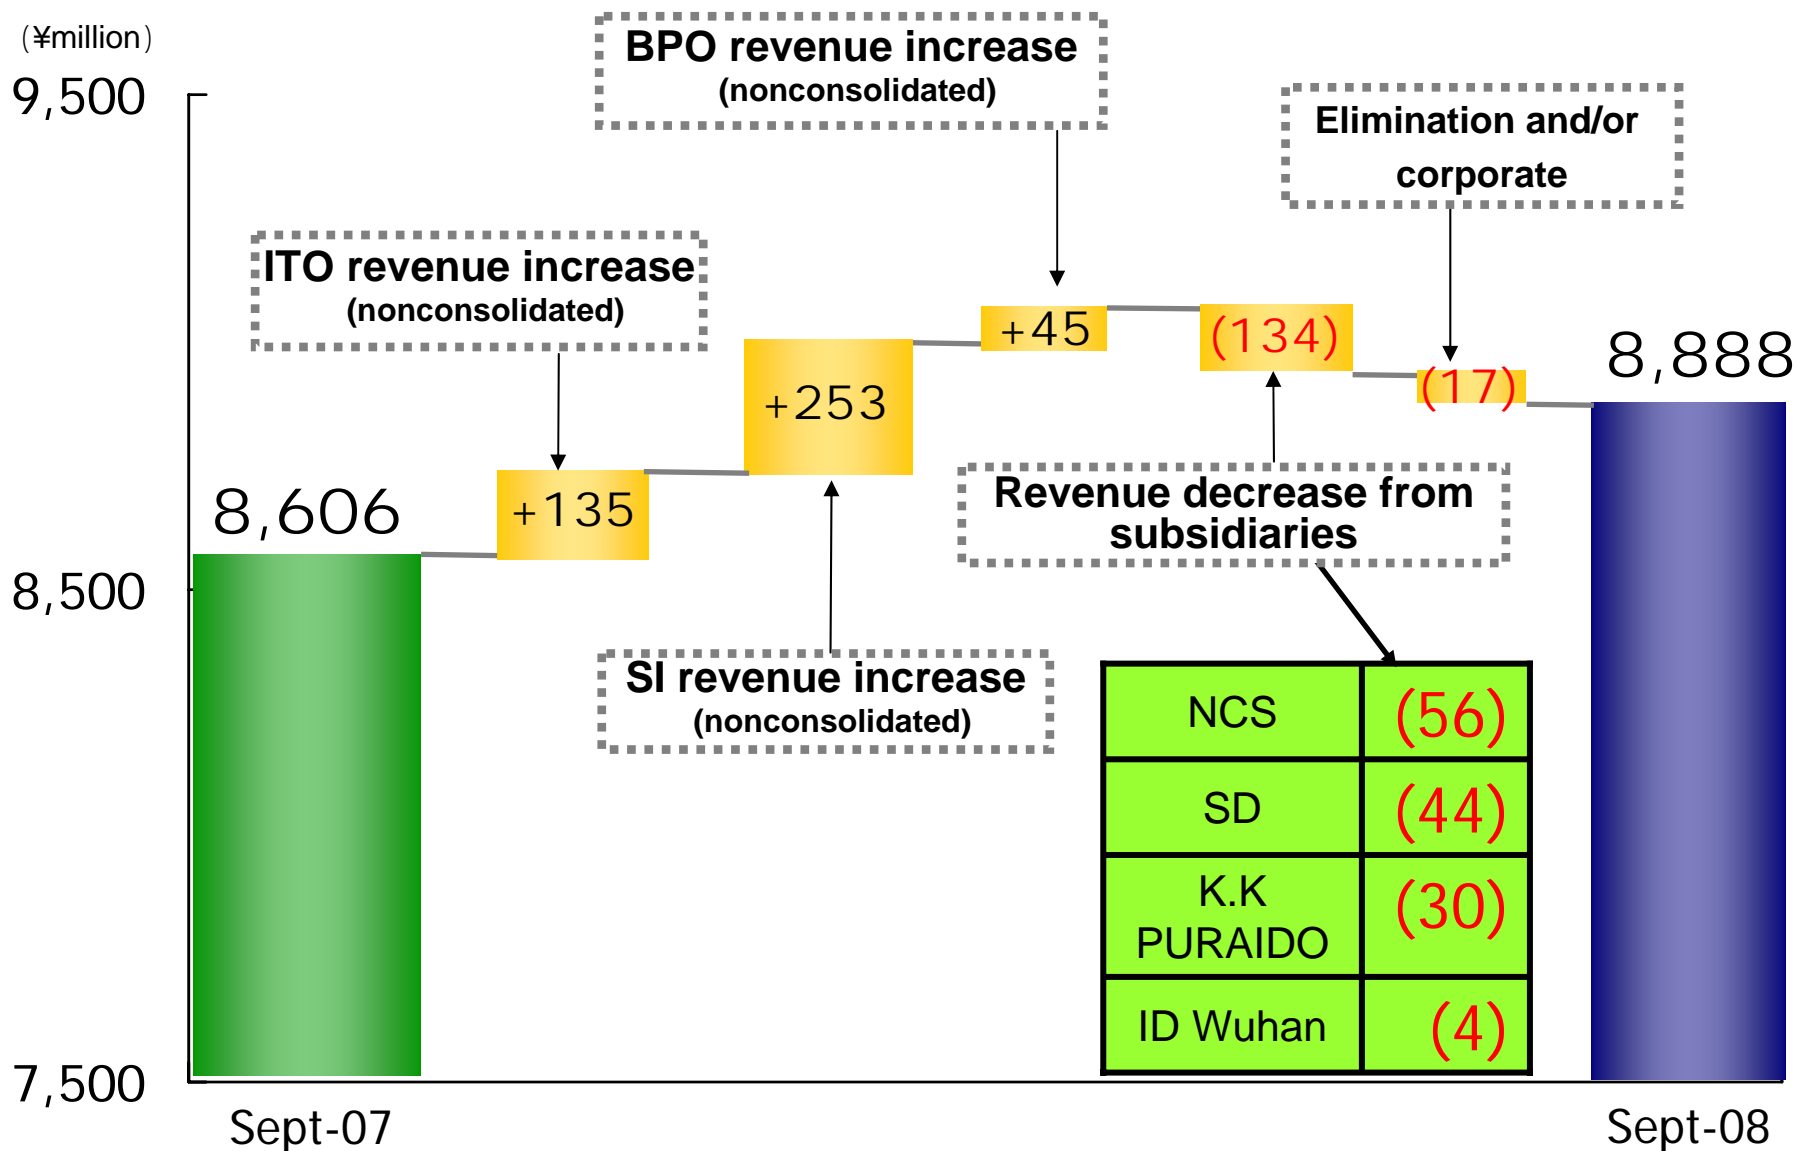 (¥million)
9,500
8,500
7,500
BPO revenue increase
(nonconsolidated)
Elimination and/or
corporate
ITO revenue increase
(nonconsolidated)
8,606
+135
+253
+45
(134)
(17)
8,888
Revenue decrease from
subsidiaries
SI revenue increase
(nonconsolidated)
NCS (56)
SD (44)
K.K
PURAIDO (30)
ID Wuhan (4)
Sept-07
Sept-08